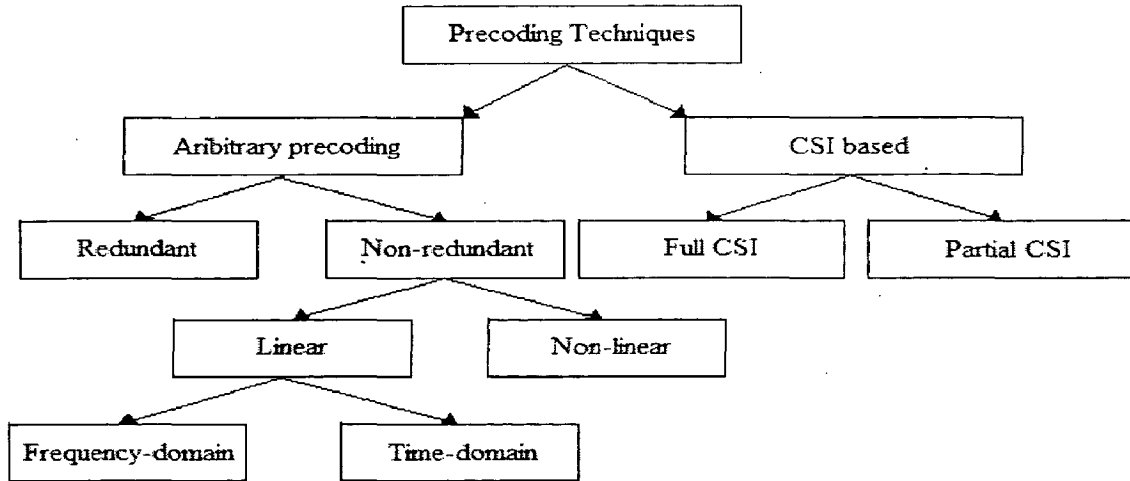 Precoding Techniques
Aribitrary precoding
CSI based
Redundant
Non-redundant
Full CSI
Partial CSI
Linear
Non-linear
Frequency-domain
Time-domain